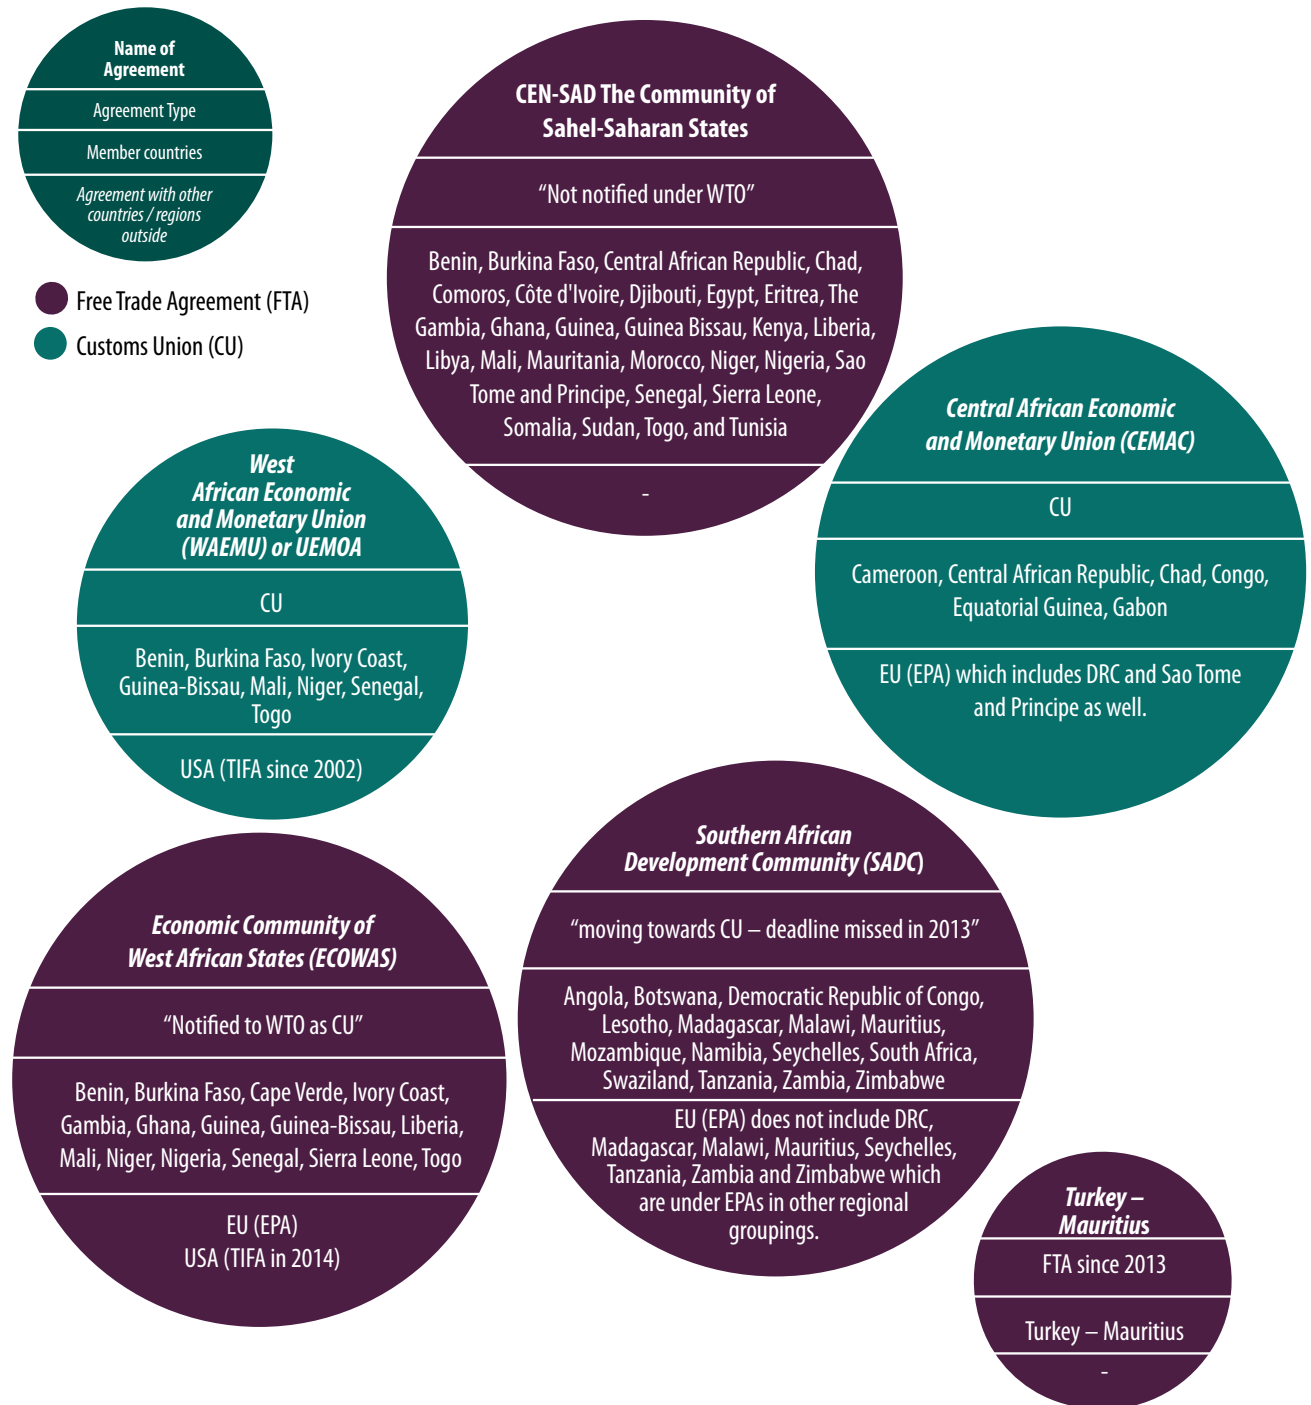 Name of
Agreement
Agreement Type
Member countries
Agreement with other
countries / regions
outside
Free Trade Agreement (FTA)
Customs Union (CU)
CEN-SAD The Community of
Sahel-Saharan States
“Not notified under WTO”
Benin, Burkina Faso, Central African Republic, Chad,
Comoros, Côte d'Ivoire, Djibouti, Egypt, Eritrea, The
Gambia, Ghana, Guinea, Guinea Bissau, Kenya, Liberia,
Libya, Mali, Mauritania, Morocco, Niger, Nigeria, Sao
Tome and Principe, Senegal, Sierra Leone,
Somalia, Sudan, Togo, and Tunisia
-
Central African Economic
and Monetary Union (CEMAC)
CU
Cameroon, Central African Republic, Chad, Congo,
Equatorial Guinea, Gabon
EU (EPA) which includes DRC and Sao Tome
and Principe as well.
West
African Economic
and Monetary Union
(WAEMU) or UEMOA
CU
Benin, Burkina Faso, Ivory Coast,
Guinea-Bissau, Mali, Niger, Senegal,
Togo
USA (TIFA since 2002)
Southern African
Development Community (SADC)
“moving towards CU – deadline missed in 2013”
Angola, Botswana, Democratic Republic of Congo,
Lesotho, Madagascar, Malawi, Mauritius,
Mozambique, Namibia, Seychelles, South Africa,
Swaziland, Tanzania, Zambia, Zimbabwe
EU (EPA) does not include DRC,
Madagascar, Malawi, Mauritius, Seychelles,
Tanzania, Zambia and Zimbabwe which
are under EPAs in other regional
groupings.
Economic Community of
West African States (ECOWAS)
“Notified to WTO as CU”
Benin, Burkina Faso, Cape Verde, Ivory Coast,
Gambia, Ghana, Guinea, Guinea-Bissau, Liberia,
Mali, Niger, Nigeria, Senegal, Sierra Leone, Togo
EU (EPA)
USA (TIFA in 2014)
Turkey –
Mauritius
FTA since 2013
Turkey – Mauritius
-